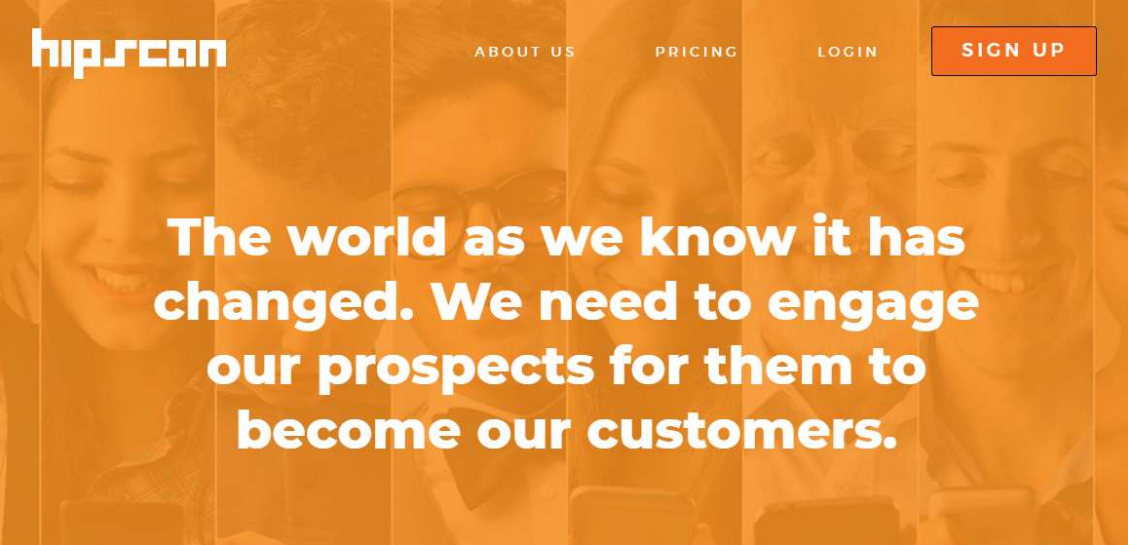 hipscan
ABOUT US
PRICING
LOGIN
SIGN UP
The world as we know it has
changed. We need to engage
our prospects for them to
become our customers.